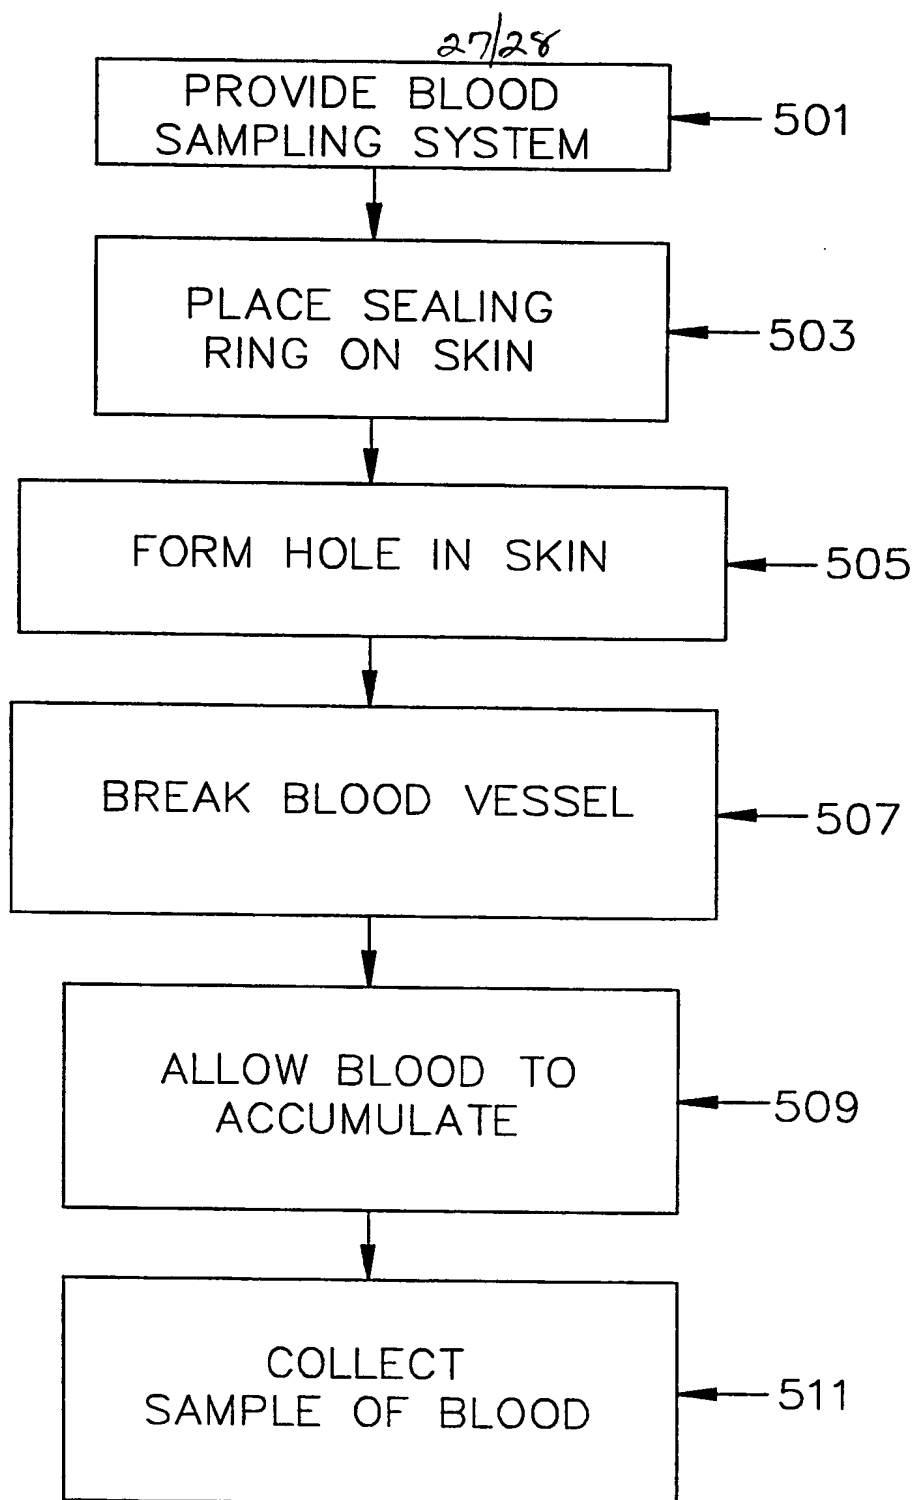 27/28
PROVIDE BLOOD
SAMPLING SYSTEM
501
PLACE SEALING
RING ON SKIN
503
FORM HOLE IN SKIN
505
BREAK BLOOD VESSEL
507
ALLOW BLOOD TO
ACCUMULATE
509
COLLECT
SAMPLE OF BLOOD
511